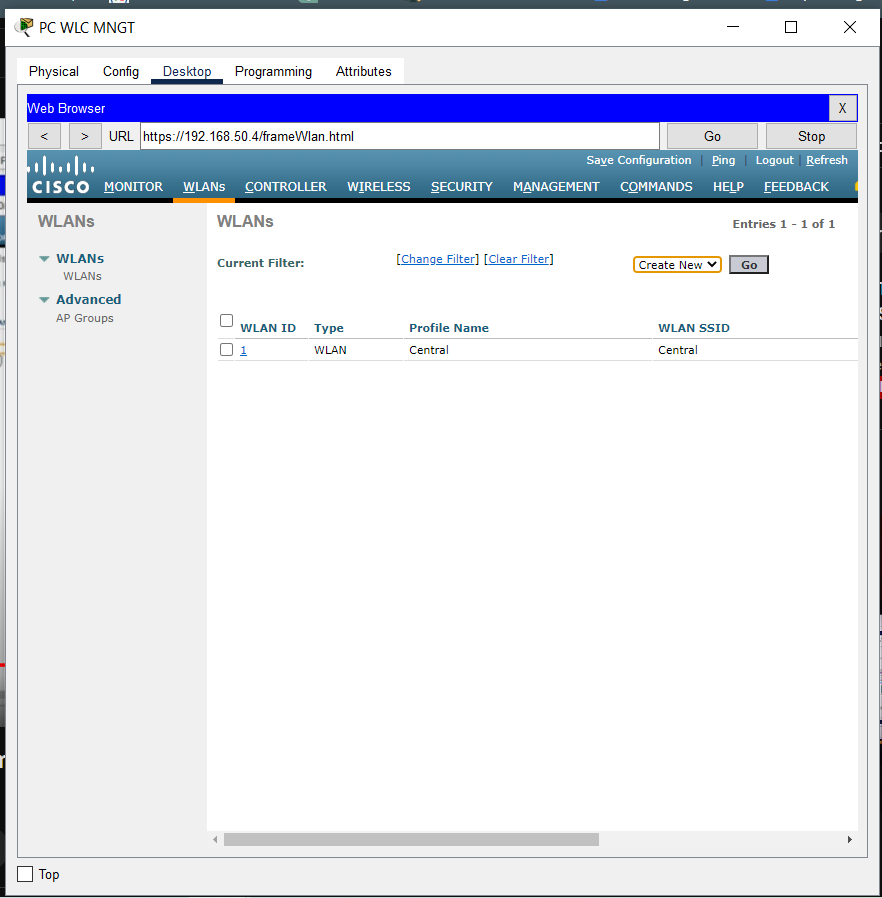 PC WLC MNGT
Physical Config Desktop Programming Attributes
Web Browser X
< > URL https://192.168.50.4/frameWlan.html Go Stop
Save Configuration | Ping | Logout | Refresh
CISCO MONITOR WLANs CONTROLLER WIRELESS SECURITY MANAGEMENT COMMANDS HELP FEEDBACK
WLANs WLANs Entries 1 - 1 of 1
WLANs Current Filter: [Change Filter] [Clear Filter] Create New Go
WLANs
Advanced
AP Groups
WLAN ID Type Profile Name WLAN SSID
1 WLAN Central Central
Top